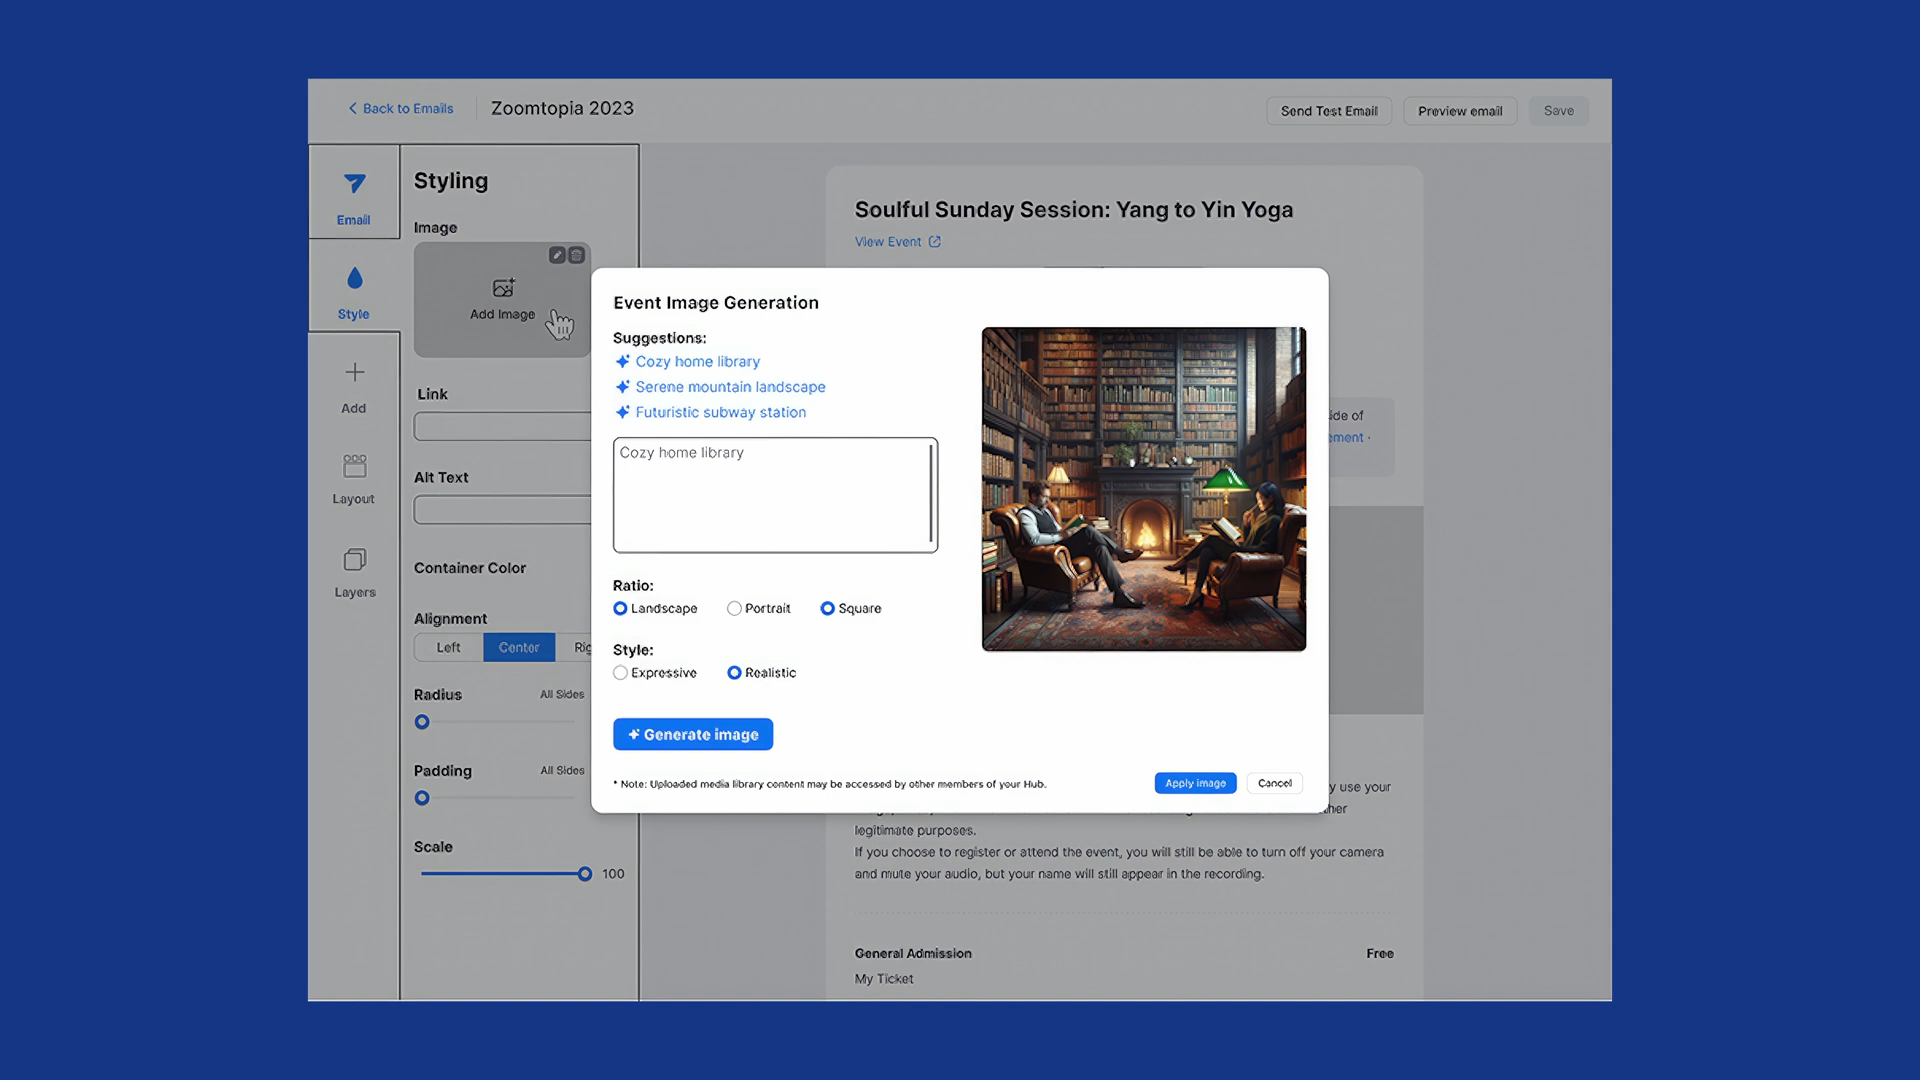 Back to Emails
Zoomtopia 2023
Send Test Email
Preview email
Save
Email
Style
Add
Layout
Layers
Styling
Image
Add Image
Link
Alt Text
Container Color
Alignment
Left
Center
Radius
All Sides
Padding
All Sides
Scale
100
Soulful Sunday Session: Yang to Yin Yoga
View Event
Event Image Generation
Suggestions:
Cozy home library
Serene mountain landscape
Futuristic subway station
Cozy home library
Ratio:
Landscape
Portrait
Square
Style:
Expressive
Realistic
Generate image
* Note: Uploaded media library content may be accessed by other members of your Hub.
Apply image
Cancel
of
use your
legitimate purposes.
If you choose to register or attend the event, you will still be able to turn off your camera
and mute your audio, but your name will still appear in the recording.
General Admission
Free
My Ticket